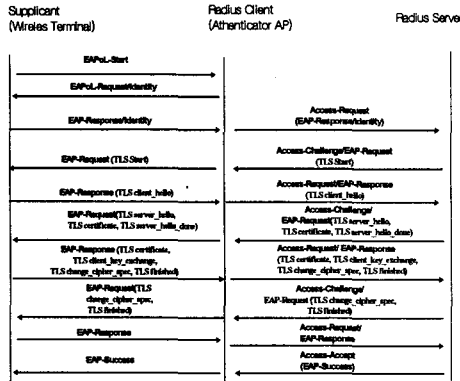 Supplicant
(Wireles Terminal)
Radius Client
(Athenticator AP)
Radius Serve
EAPoL-Start
EAPoL-Request/Identity
EAP-Response/Identity
Access-Request
(EAP-Response/Identity)
EAP-Request (TLS Start)
Access-Challenge/EAP-Request
(TLS Start)
EAP-Response (TLS client_hello)
Access-Request/EAP-Response
(TLS client_hello)
EAP-Request(TLS server_hello,
TLS certificate, TLS server_hello_done)
Access-Challenge/
EAP-Request(TLS server_hello,
TLS certificate, TLS server_hello_done)
EAP-Response (TLS certificate,
TLS client_key_exchange,
TLS change_cipher_spec, TLS finished)
Access-Request/ EAP-Response
(TLS certificate, TLS client_key_exchange,
TLS change_cipher_spec, TLS finished)
EAP-Request(TLS
change_cipher_spec,
TLS finished)
Access-Challenge/
EAP-Request (TLS change_cipher_spec,
TLS finished)
EAP-Response
Access-Request/
EAP-Response
EAP-Success
Access-Accept
(EAP-Success)